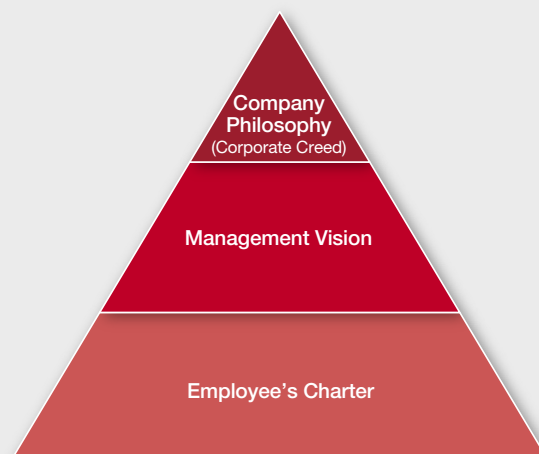 Company
Philosophy
(Corporate Creed)
Management Vision
Employee’s Charter